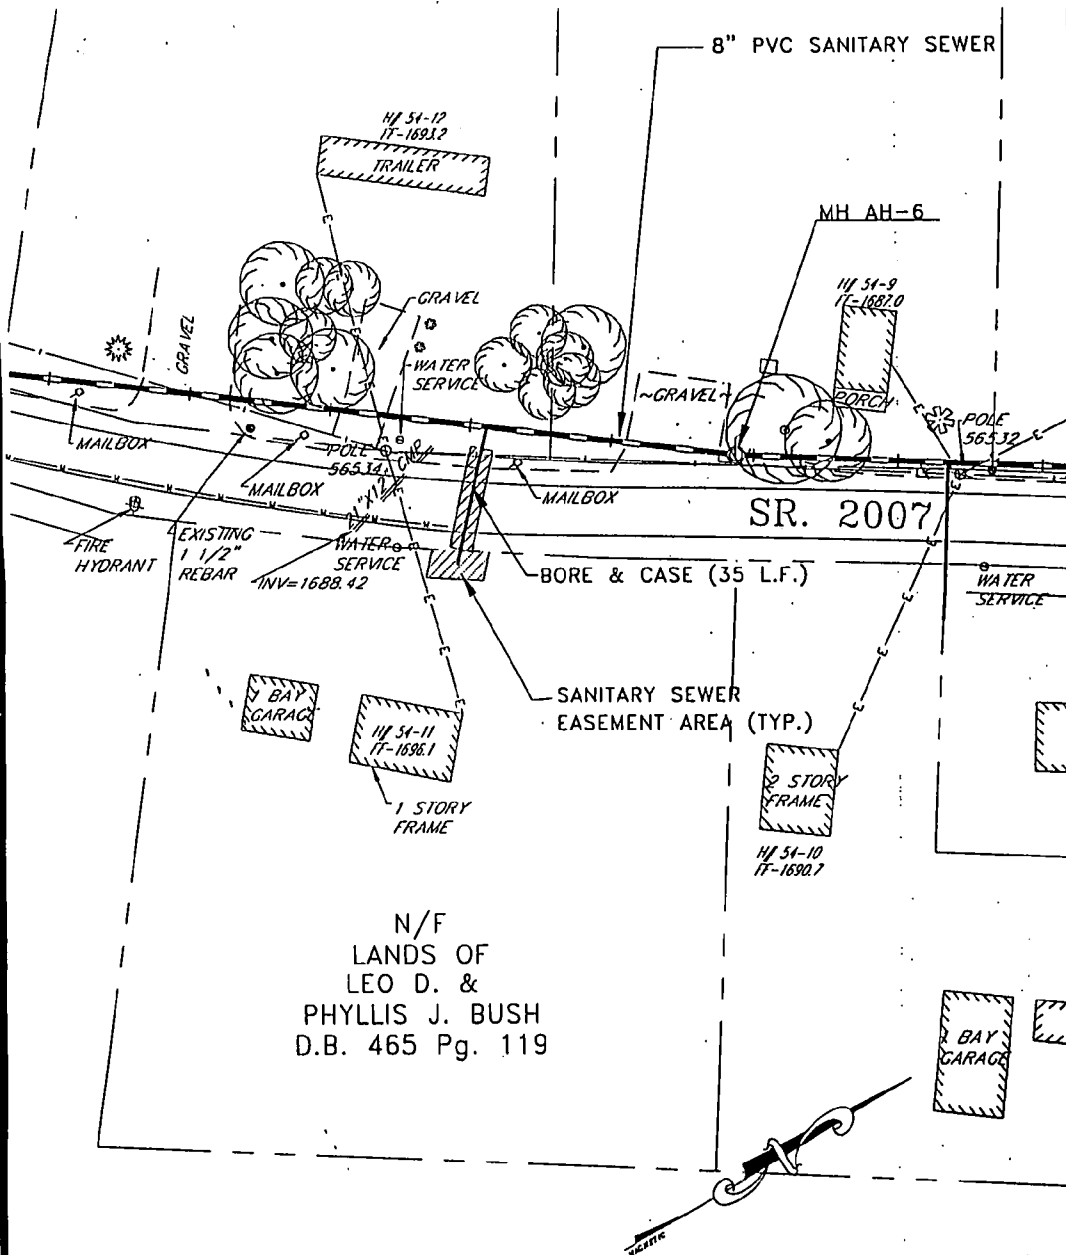 8" PVC SANITARY SEWER
H# 54-12
FF-1693.2
TRAILER
MH AH-6
H# 54-9
FF-1687.0
GRAVEL
GRAVEL
WATER
SERVICE
~GRAVEL~
PORCH
POLE
56532
MAILBOX
POLE
56534
MAILBOX
MAILBOX
SR. 2007
FIRE
HYDRANT
EXISTING
1 1/2"
REBAR
INV=1688.42
WATER
SERVICE
BORE & CASE (35 L.F.)
WATER
SERVICE
SANITARY SEWER
EASEMENT AREA (TYP.)
1 BAY
GARAG
H# 54-11
FF-1696.1
1 STORY
FRAME
2 STORY
FRAME
H# 54-10
FF-1690.7
N/F
LANDS OF
LEO D. &
PHYLLIS J. BUSH
D.B. 465 Pg. 119
1 BAY
GARAGE
N
MAGNETIC